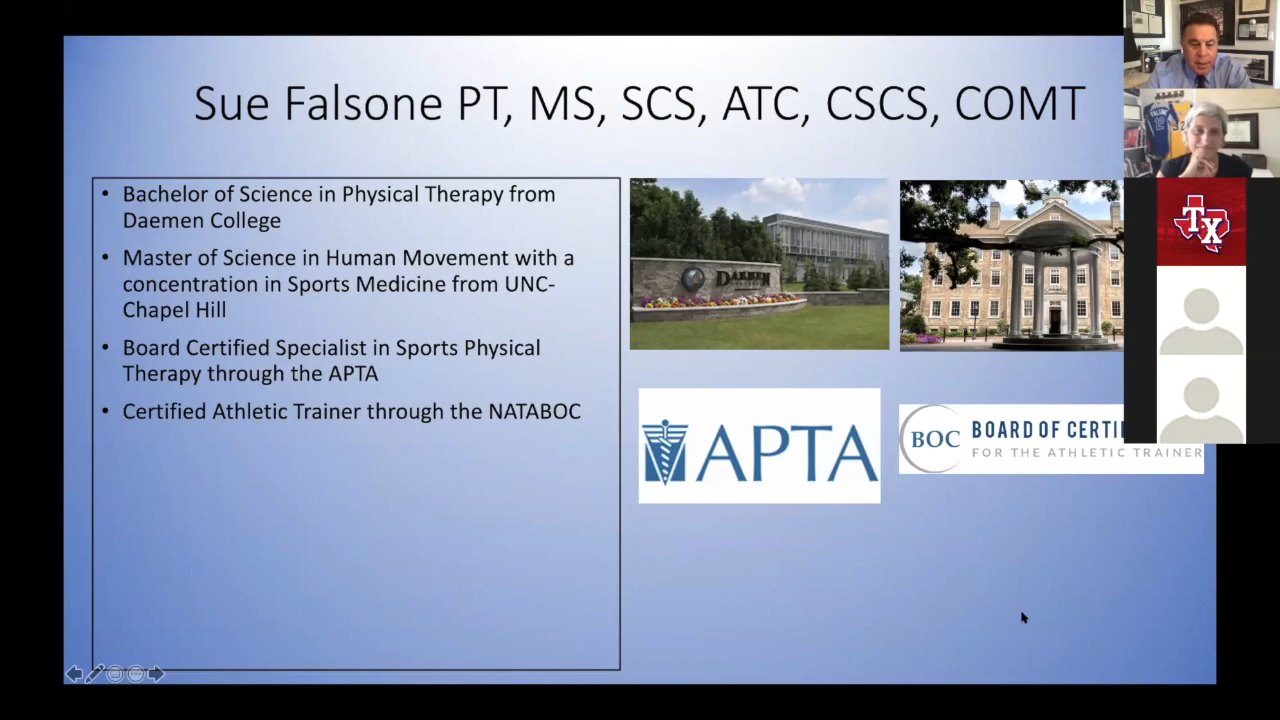 Sue Falsone PT, MS, SCS, ATC, CSCS, COMT
• Bachelor of Science in Physical Therapy from
Daemen College
• Master of Science in Human Movement with a
concentration in Sports Medicine from UNC-
Chapel Hill
• Board Certified Specialist in Sports Physical
Therapy through the APTA
• Certified Athletic Trainer through the NATABOC
DAEMEN
APTA
BOC
BOARD OF CERTI
FOR THE ATHLETIC TRAINER
TX
FALSONE